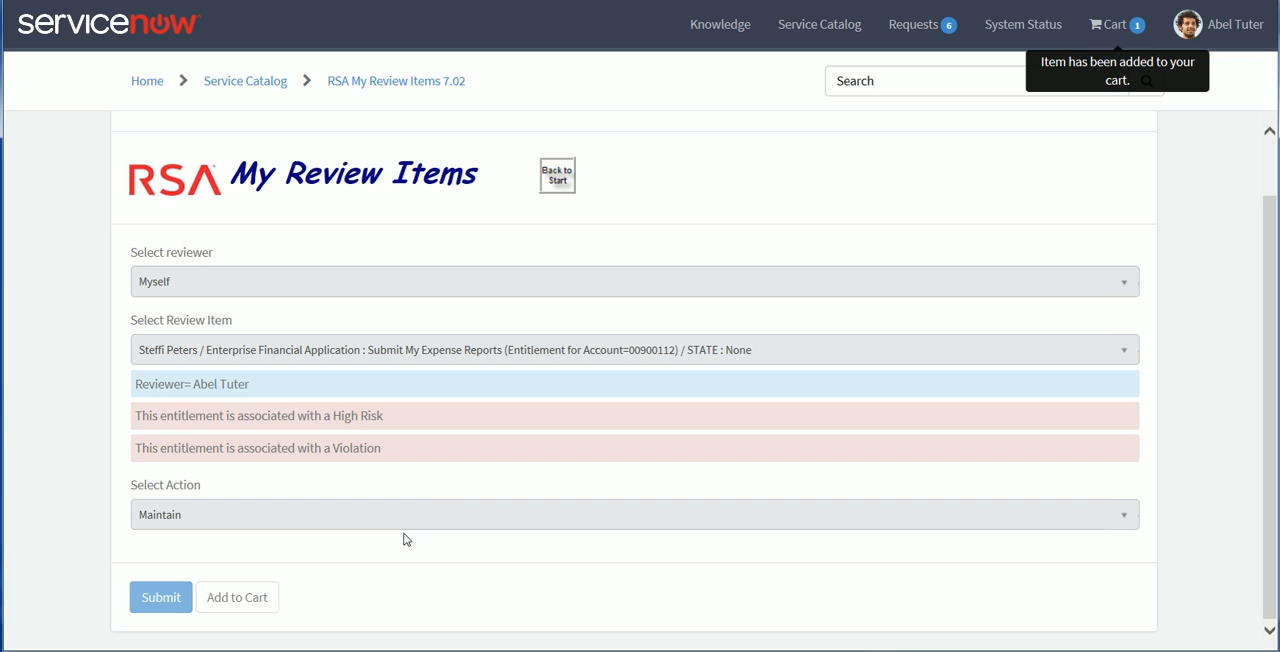 servicenow
Knowledge Service Catalog Requests 6 System Status Cart 1 Abel Tuter
Item has been added to your
cart.
Home Service Catalog RSA My Review Items 7.02
Search
RSA My Review Items
Back to
Start
Select reviewer
Myself
Select Review Item
Steffi Peters / Enterprise Financial Application : Submit My Expense Reports (Entitlement for Account=00900112) / STATE : None
Reviewer= Abel Tuter
This entitlement is associated with a High Risk
This entitlement is associated with a Violation
Select Action
Maintain
Submit Add to Cart